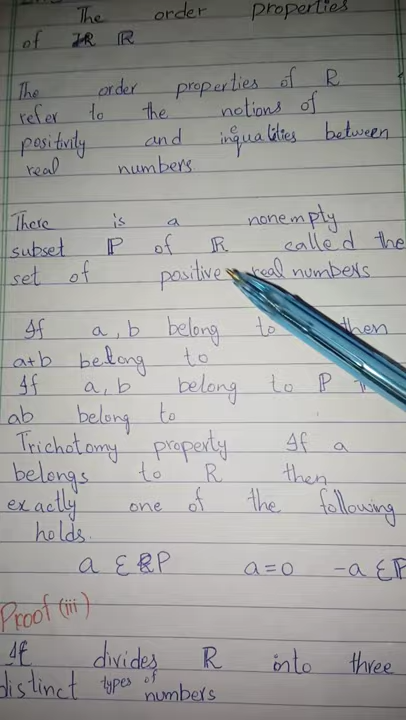 The order properties
of ℝ
The order properties of R
refer to the notions of
positivity and inequalities between
real numbers
There is a nonempty
subset ℙ of ℝ called the
set of positive real numbers
If a, b belong to then
a+b belong to
If a, b belong to ℙ
ab belong to
Trichotomy property If a
belongs to R then
exactly one of the following
holds.
a ∈ P a=0 -a ∈ ℙ
Proof (iii)
If divides ℝ into three
distinct types of numbers